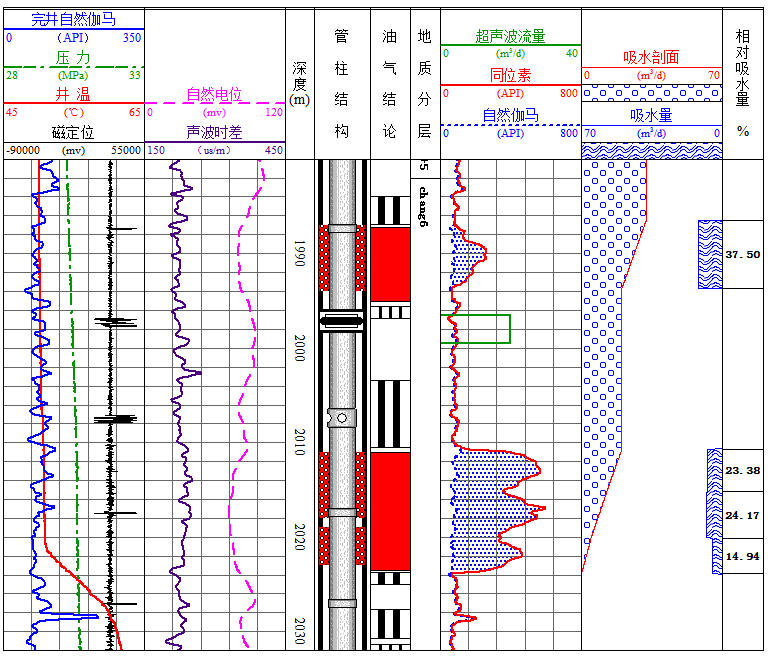 完井自然伽马
0 (API) 350
压 力
28 (MPa) 33
井 温
45 (℃) 65
磁定位
-90000 (mv) 55000
自然电位
0 (mv) 120
声波时差
150 (us/m) 450
深度(m)
管柱结构
油气结论
地质分层
超声波流量
0 (m³/d) 40
同位素
0 (API) 800
自然伽马
0 (API) 800
吸水剖面
0 (m³/d) 70
吸水量
70 (m³/d) 0
相对吸水量
%
chang6
1990
2000
2010
2020
2030
37.50
23.38
24.17
14.94